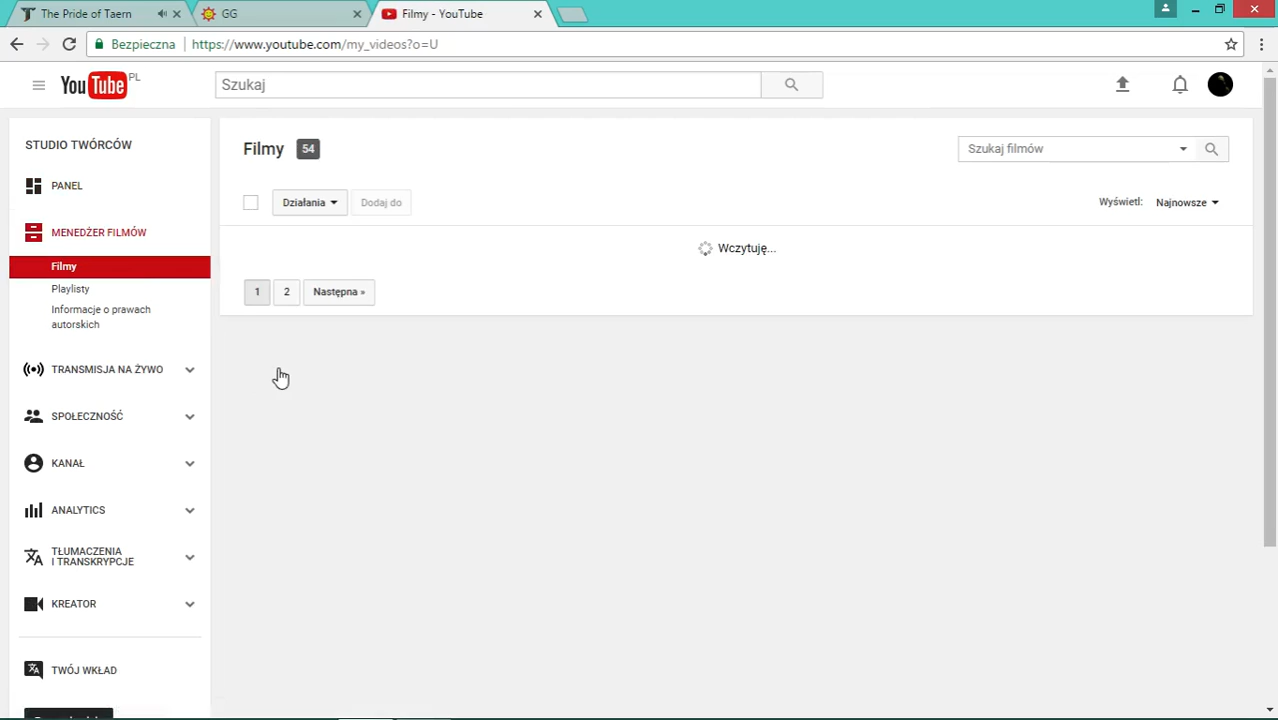 The Pride of Taern
GG
Filmy - YouTube
Bezpieczna
https://www.youtube.com/my_videos?o=U
YouTube PL
Szukaj
STUDIO TWÓRCÓW
PANEL
MENEDŻER FILMÓW
Filmy
Playlisty
Informacje o prawach
autorskich
TRANSMISJA NA ŻYWO
SPOŁECZNOŚĆ
KANAŁ
ANALYTICS
TŁUMACZENIA
I TRANSKRYPCJE
KREATOR
TWÓJ WKŁAD
Filmy 54
Szukaj filmów
Działania
Dodaj do
Wyświetl: Najnowsze
Wczytuję...
1 2 Następna »